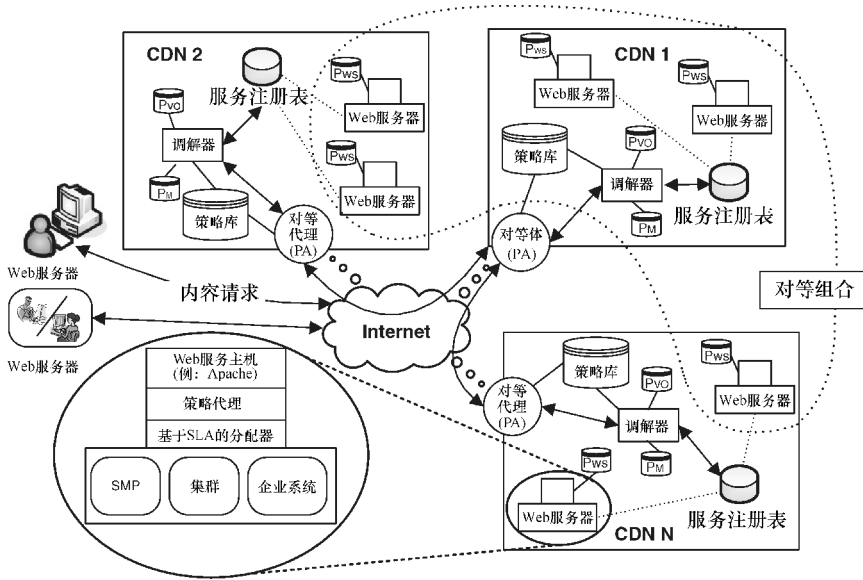 CDN 2
PVO
服务注册表
调解器
PM
策略库
对等
代理
(PA)
PWS
Web服务器
PWS
Web服务器
CDN 1
PWS
Web服务器
PWS
Web服务器
策略库
PVO
调解器
PM
服务注册表
对等体
(PA)
Web服务器
内容请求
Web服务器
Internet
对等组合
Web服务主机
(例: Apache)
策略代理
基于SLA的分配器
SMP
集群
企业系统
对等
代理
(PA)
策略库
PVO
调解器
PM
PWS
Web服务器
PWS
Web服务器
服务注册表
CDN N